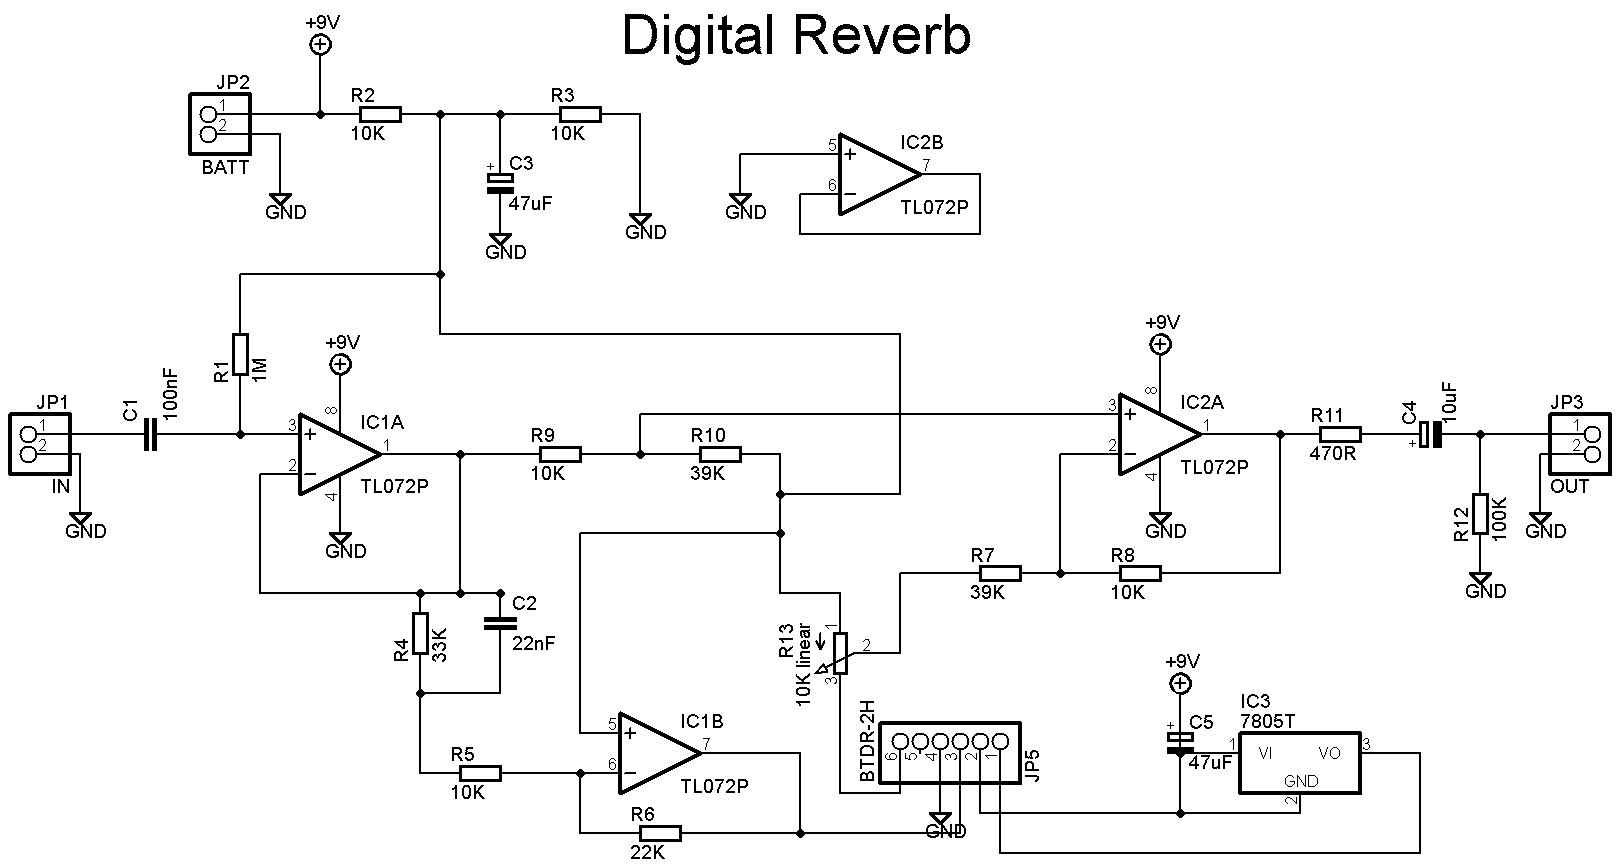 Digital Reverb
+9V
JP2
1
2
BATT
GND
R2
10K
R3
10K
+
C3
47uF
GND
GND
IC2B
5
+
6
−
7
TL072P
GND
R1
1M
+9V
JP1
1
2
IN
GND
C1
100nF
IC1A
8
3
+
2
−
1
4
TL072P
GND
R9
10K
R10
39K
+9V
IC2A
8
3
+
2
−
1
4
TL072P
GND
R11
470R
C4
10uF
+
JP3
1
2
OUT
GND
R12
100K
GND
R7
39K
R8
10K
R4
33K
C2
22nF
R13
10K linear
1
2
3
R5
10K
IC1B
5
+
6
−
7
TL072P
R6
22K
BTDR-2H
6
5
4
3
2
1
JP5
GND
+9V
+
C5
47uF
IC3
7805T
1
VI
VO
3
GND
2